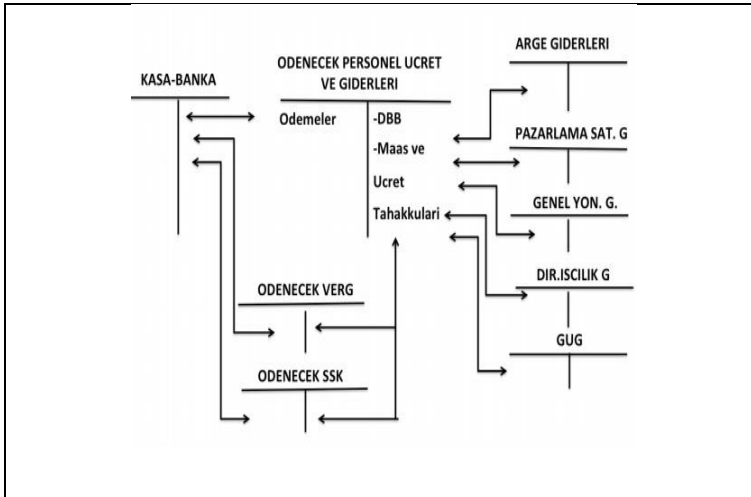 KASA-BANKA
ODENECEK PERSONEL UCRET
VE GIDERLERI
Odemeler
-DBB
-Maas ve
Ucret
Tahakkulari
ARGE GIDERLERI
PAZARLAMA SAT. G
GENEL YON. G.
DIR.ISCILIK G
GUG
ODENECEK VERG
ODENECEK SSK